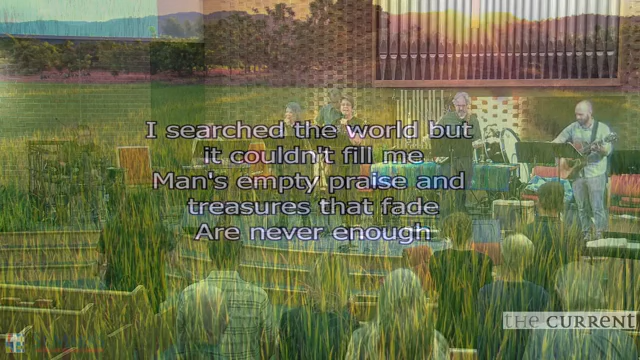 I searched the world but
it couldn't fill me
Man's empty praise and
treasures that fade
Are never enough
the CURRENT